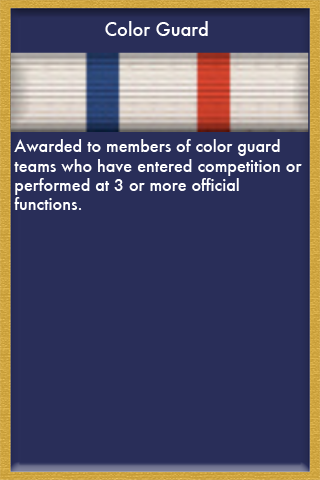 Color Guard
Awarded to members of color guard
teams who have entered competition or
performed at 3 or more official
functions.